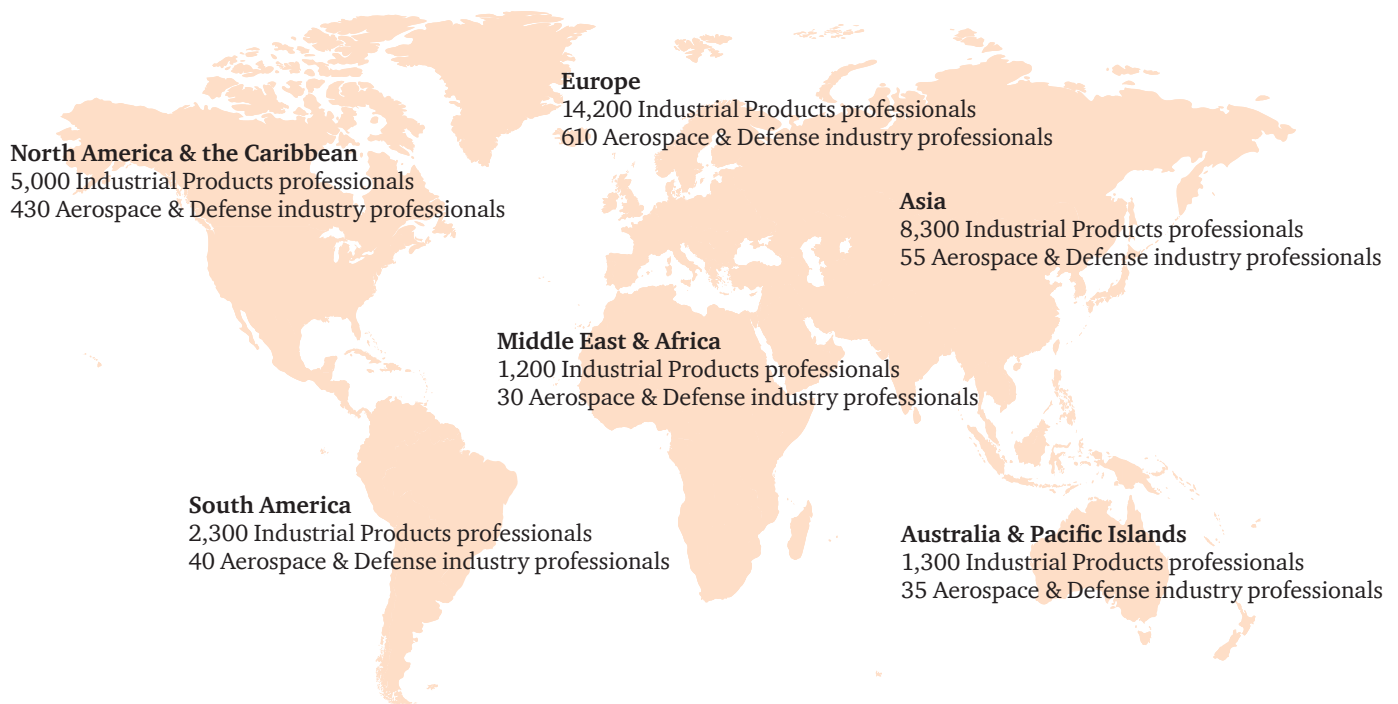 Europe
14,200 Industrial Products professionals
610 Aerospace & Defense industry professionals
North America & the Caribbean
5,000 Industrial Products professionals
430 Aerospace & Defense industry professionals
Asia
8,300 Industrial Products professionals
55 Aerospace & Defense industry professionals
Middle East & Africa
1,200 Industrial Products professionals
30 Aerospace & Defense industry professionals
South America
2,300 Industrial Products professionals
40 Aerospace & Defense industry professionals
Australia & Pacific Islands
1,300 Industrial Products professionals
35 Aerospace & Defense industry professionals